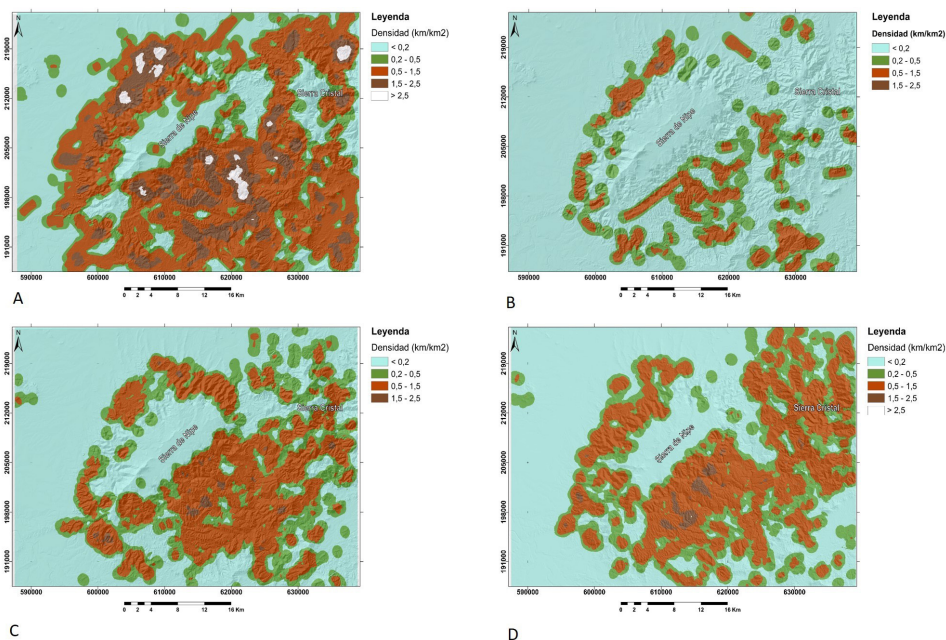 N
219000
212000
205000
198000
191000
Sierra Cristal
Sierra de Nipe
590000 600000 610000 620000 630000
0 2 4 8 12 16 Km
Leyenda
Densidad (km/km2)
< 0,2
0,2 - 0,5
0,5 - 1,5
1,5 - 2,5
> 2,5
A
N
219000
212000
205000
198000
191000
Sierra Cristal
Sierra de Nipe
590000 600000 610000 620000 630000
0 2 4 8 12 16 Km
Leyenda
Densidad (km/km2)
< 0,2
0,2 - 0,5
0,5 - 1,5
1,5 - 2,5
B
N
219000
212000
205000
198000
191000
Sierra Cristal
Sierra de Nipe
590000 600000 610000 620000 630000
0 2 4 8 12 16 Km
Leyenda
Densidad (km/km2)
< 0,2
0,2 - 0,5
0,5 - 1,5
1,5 - 2,5
C
N
219000
212000
205000
198000
191000
Sierra Cristal
Sierra de Nipe
590000 600000 610000 620000 630000
0 2 4 8 12 16 Km
Leyenda
Densidad (km/km2)
< 0,2
0,2 - 0,5
0,5 - 1,5
1,5 - 2,5
> 2,5
D